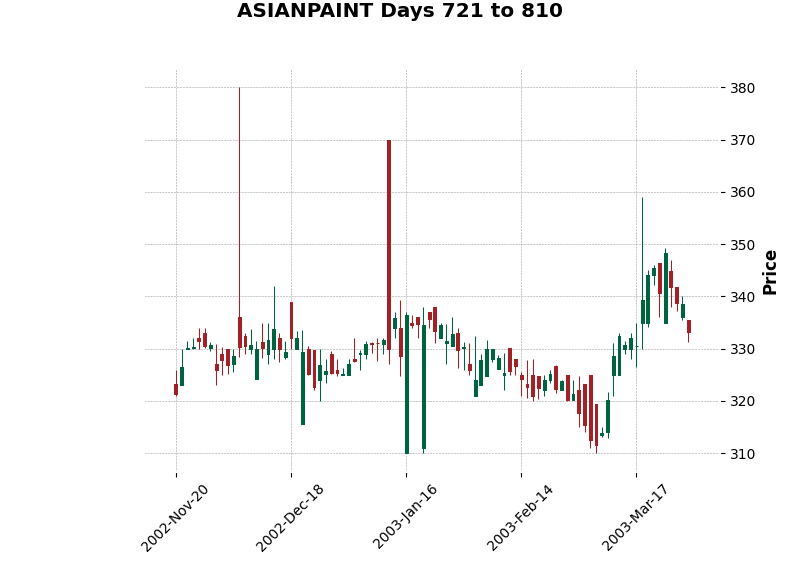 ASIANPAINT Days 721 to 810
380
370
360
350
340
330
320
310
Price
2002-Nov-20
2002-Dec-18
2003-Jan-16
2003-Feb-14
2003-Mar-17